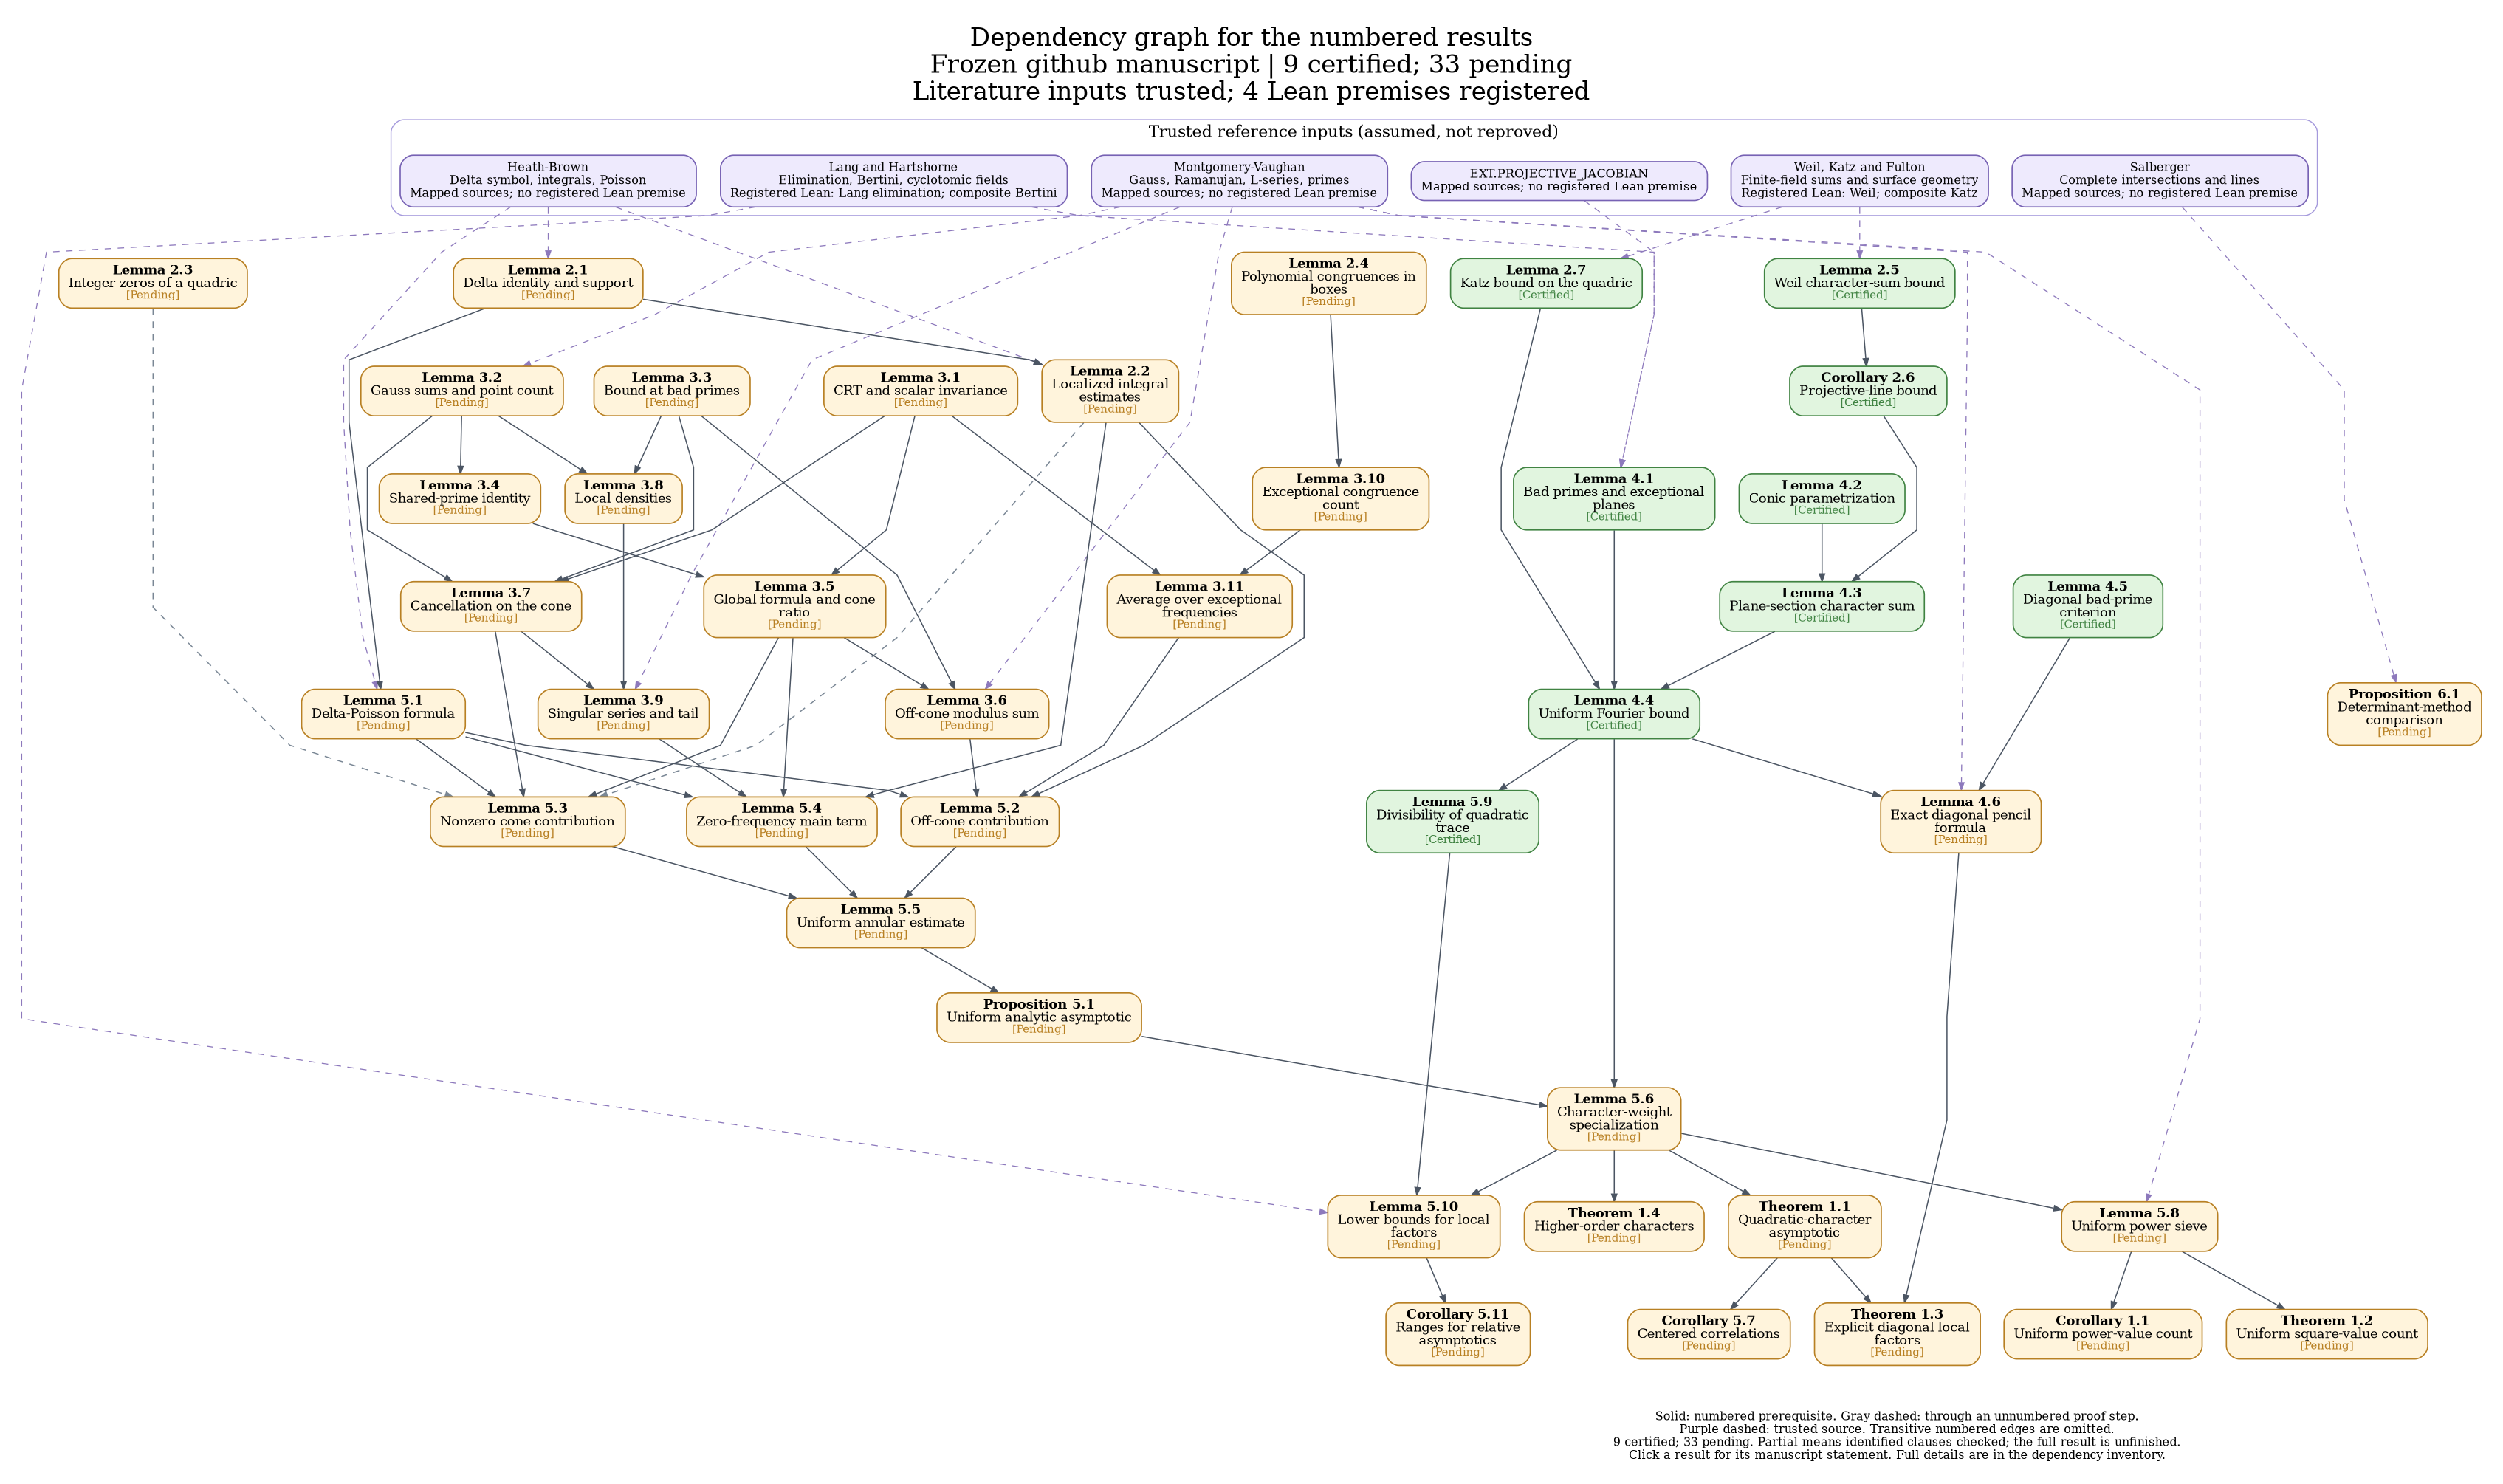 Dependency graph for the numbered results
Frozen github manuscript | 9 certified; 33 pending
Literature inputs trusted; 4 Lean premises registered
Trusted reference inputs (assumed, not reproved)
Heath-Brown
Delta symbol, integrals, Poisson
Mapped sources; no registered Lean premise
Lang and Hartshorne
Elimination, Bertini, cyclotomic fields
Registered Lean: Lang elimination; composite Bertini
Montgomery-Vaughan
Gauss, Ramanujan, L-series, primes
Mapped sources; no registered Lean premise
EXT.PROJECTIVE_JACOBIAN
Mapped sources; no registered Lean premise
Weil, Katz and Fulton
Finite-field sums and surface geometry
Registered Lean: Weil; composite Katz
Salberger
Complete intersections and lines
Mapped sources; no registered Lean premise
Lemma 2.3
Integer zeros of a quadric
[Pending]
Lemma 2.1
Delta identity and support
[Pending]
Lemma 2.4
Polynomial congruences in
boxes
[Pending]
Lemma 2.7
Katz bound on the quadric
[Certified]
Lemma 2.5
Weil character-sum bound
[Certified]
Lemma 3.2
Gauss sums and point count
[Pending]
Lemma 3.3
Bound at bad primes
[Pending]
Lemma 3.1
CRT and scalar invariance
[Pending]
Lemma 2.2
Localized integral
estimates
[Pending]
Corollary 2.6
Projective-line bound
[Certified]
Lemma 3.4
Shared-prime identity
[Pending]
Lemma 3.8
Local densities
[Pending]
Lemma 3.10
Exceptional congruence
count
[Pending]
Lemma 4.1
Bad primes and exceptional
planes
[Certified]
Lemma 4.2
Conic parametrization
[Certified]
Lemma 3.7
Cancellation on the cone
[Pending]
Lemma 3.5
Global formula and cone
ratio
[Pending]
Lemma 3.11
Average over exceptional
frequencies
[Pending]
Lemma 4.3
Plane-section character sum
[Certified]
Lemma 4.5
Diagonal bad-prime
criterion
[Certified]
Lemma 5.1
Delta-Poisson formula
[Pending]
Lemma 3.9
Singular series and tail
[Pending]
Lemma 3.6
Off-cone modulus sum
[Pending]
Lemma 4.4
Uniform Fourier bound
[Certified]
Proposition 6.1
Determinant-method
comparison
[Pending]
Lemma 5.3
Nonzero cone contribution
[Pending]
Lemma 5.4
Zero-frequency main term
[Pending]
Lemma 5.2
Off-cone contribution
[Pending]
Lemma 5.9
Divisibility of quadratic
trace
[Certified]
Lemma 4.6
Exact diagonal pencil
formula
[Pending]
Lemma 5.5
Uniform annular estimate
[Pending]
Proposition 5.1
Uniform analytic asymptotic
[Pending]
Lemma 5.6
Character-weight
specialization
[Pending]
Lemma 5.10
Lower bounds for local
factors
[Pending]
Theorem 1.4
Higher-order characters
[Pending]
Theorem 1.1
Quadratic-character
asymptotic
[Pending]
Lemma 5.8
Uniform power sieve
[Pending]
Corollary 5.11
Ranges for relative
asymptotics
[Pending]
Corollary 5.7
Centered correlations
[Pending]
Theorem 1.3
Explicit diagonal local
factors
[Pending]
Corollary 1.1
Uniform power-value count
[Pending]
Theorem 1.2
Uniform square-value count
[Pending]
Solid: numbered prerequisite. Gray dashed: through an unnumbered proof step.
Purple dashed: trusted source. Transitive numbered edges are omitted.
9 certified; 33 pending. Partial means identified clauses checked; the full result is unfinished.
Click a result for its manuscript statement. Full details are in the dependency inventory.